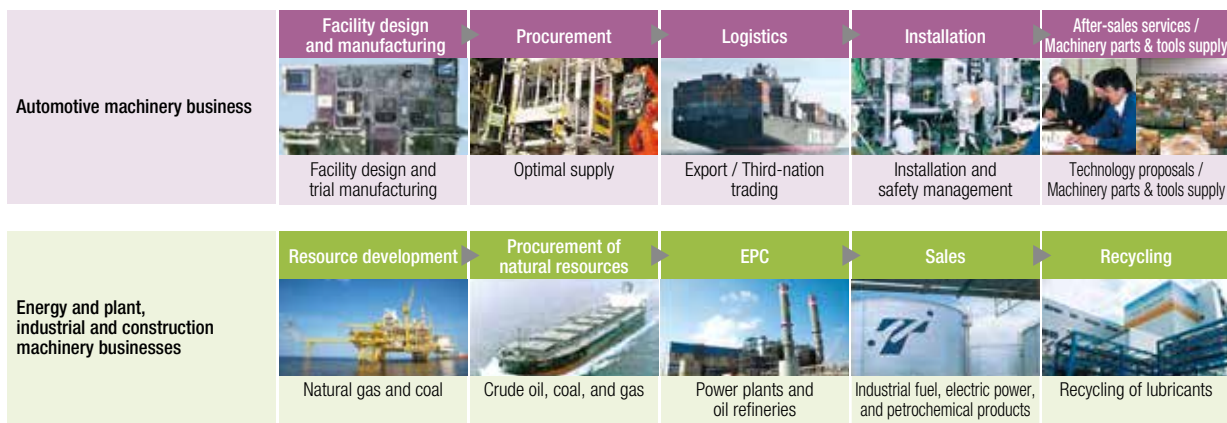 Facility design
and manufacturing
Procurement
Logistics
Installation
After-sales services /
Machinery parts & tools supply
Automotive machinery business
Facility design and
trial manufacturing
Optimal supply
Export / Third-nation
trading
Installation and
safety management
Technology proposals /
Machinery parts & tools supply
Resource development
Procurement of
natural resources
EPC
Sales
Recycling
Energy and plant,
industrial and construction
machinery businesses
Natural gas and coal
Crude oil, coal, and gas
Power plants and
oil refineries
Industrial fuel, electric power,
and petrochemical products
Recycling of lubricants